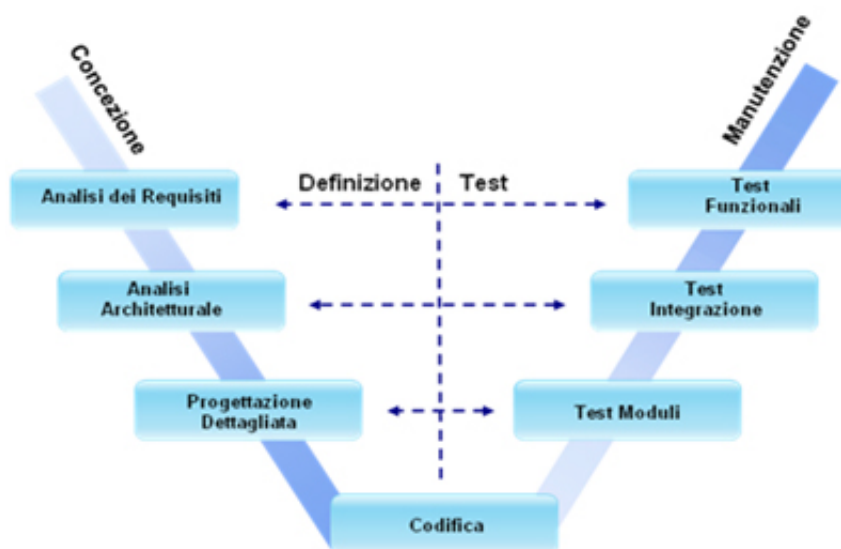 Concezione
Manutenzione
Analisi dei Requisiti
Definizione
Test
Test
Funzionali
Analisi
Architetturale
Test
Integrazione
Progettazione
Dettagliata
Test Moduli
Codifica